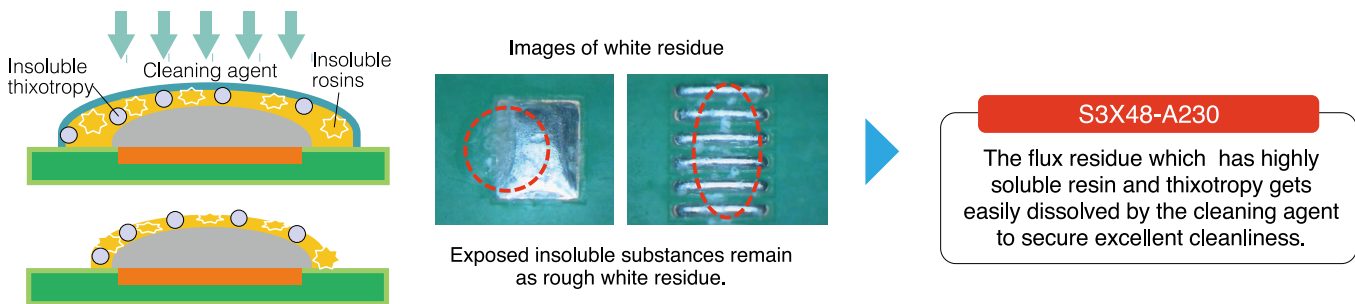 Insoluble
thixotropy
Cleaning agent
Insoluble
rosins
Images of white residue
Exposed insoluble substances remain
as rough white residue.
S3X48-A230
The flux residue which has highly
soluble resin and thixotropy gets
easily dissolved by the cleaning agent
to secure excellent cleanliness.